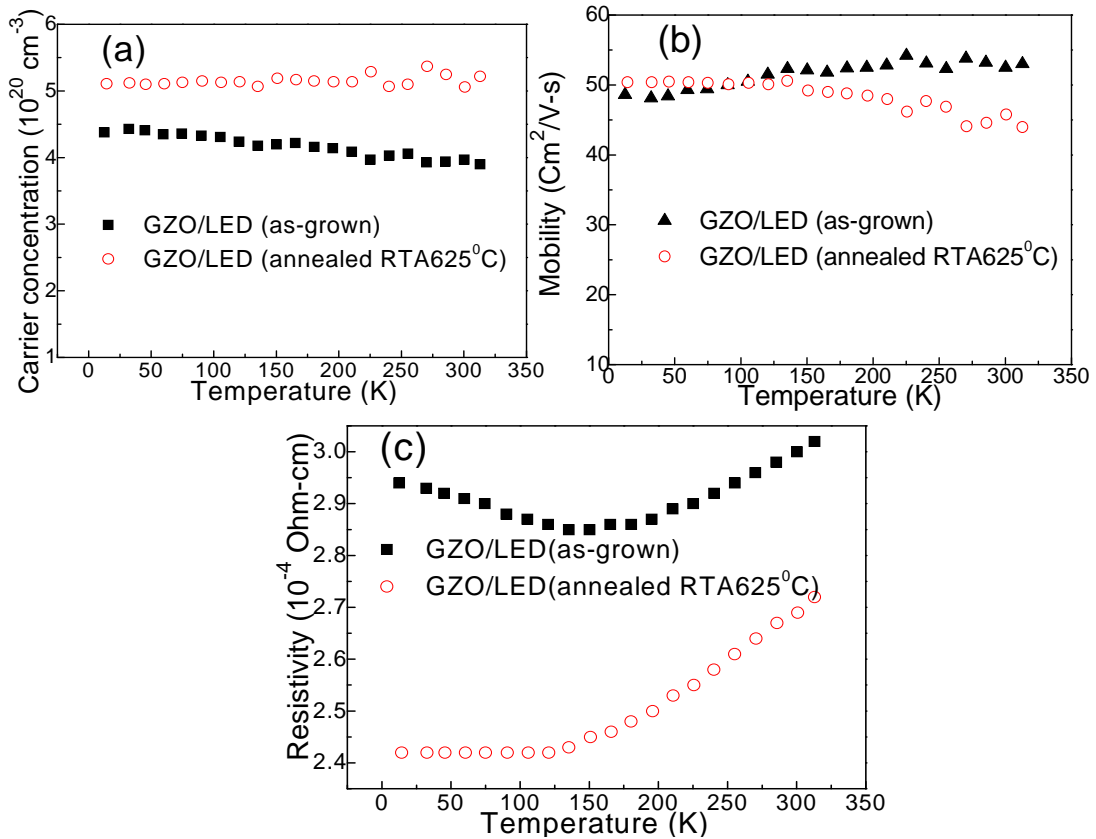 (a)
Carrier concentration (10^20 cm^-3)
6
5
4
3
2
1
GZO/LED (as-grown)
GZO/LED (annealed RTA625^0C)
0 50 100 150 200 250 300 350
Temperature (K)
(b)
Mobility (Cm^2/V-s)
60
50
40
30
20
10
GZO/LED (as-grown)
GZO/LED (annealed RTA625^0C)
0 50 100 150 200 250 300 350
Temperature (K)
(c)
Resistivity (10^-4 Ohm-cm)
3.0
2.9
2.8
2.7
2.6
2.5
2.4
GZO/LED(as-grown)
GZO/LED(annealed RTA625^0C)
0 50 100 150 200 250 300 350
Temperature (K)